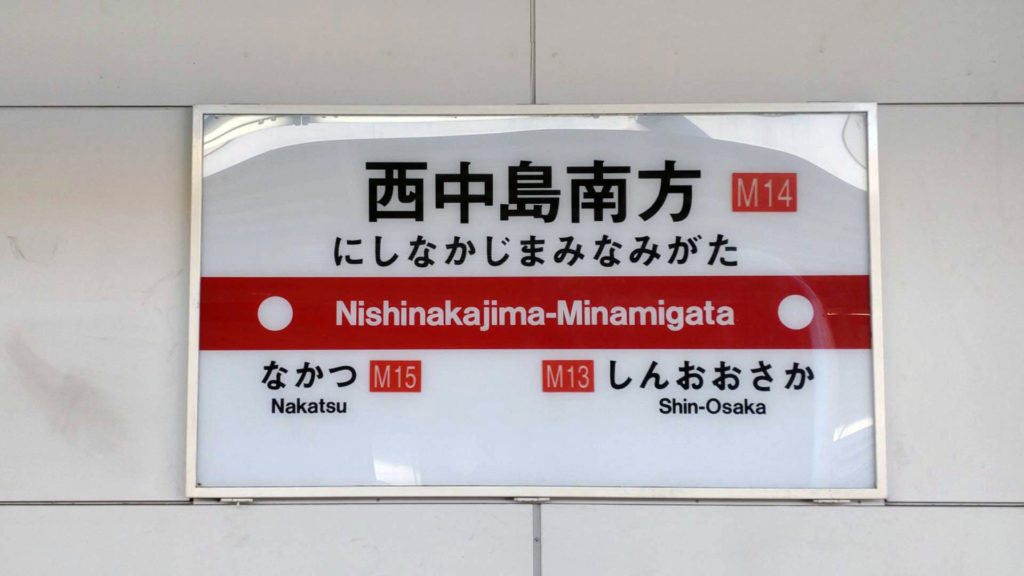 西中島南方 M14
にしなかじまみなみがた
Nishinakajima-Minamigata
なかつ M15 M13 しんおおさか
Nakatsu Shin-Osaka